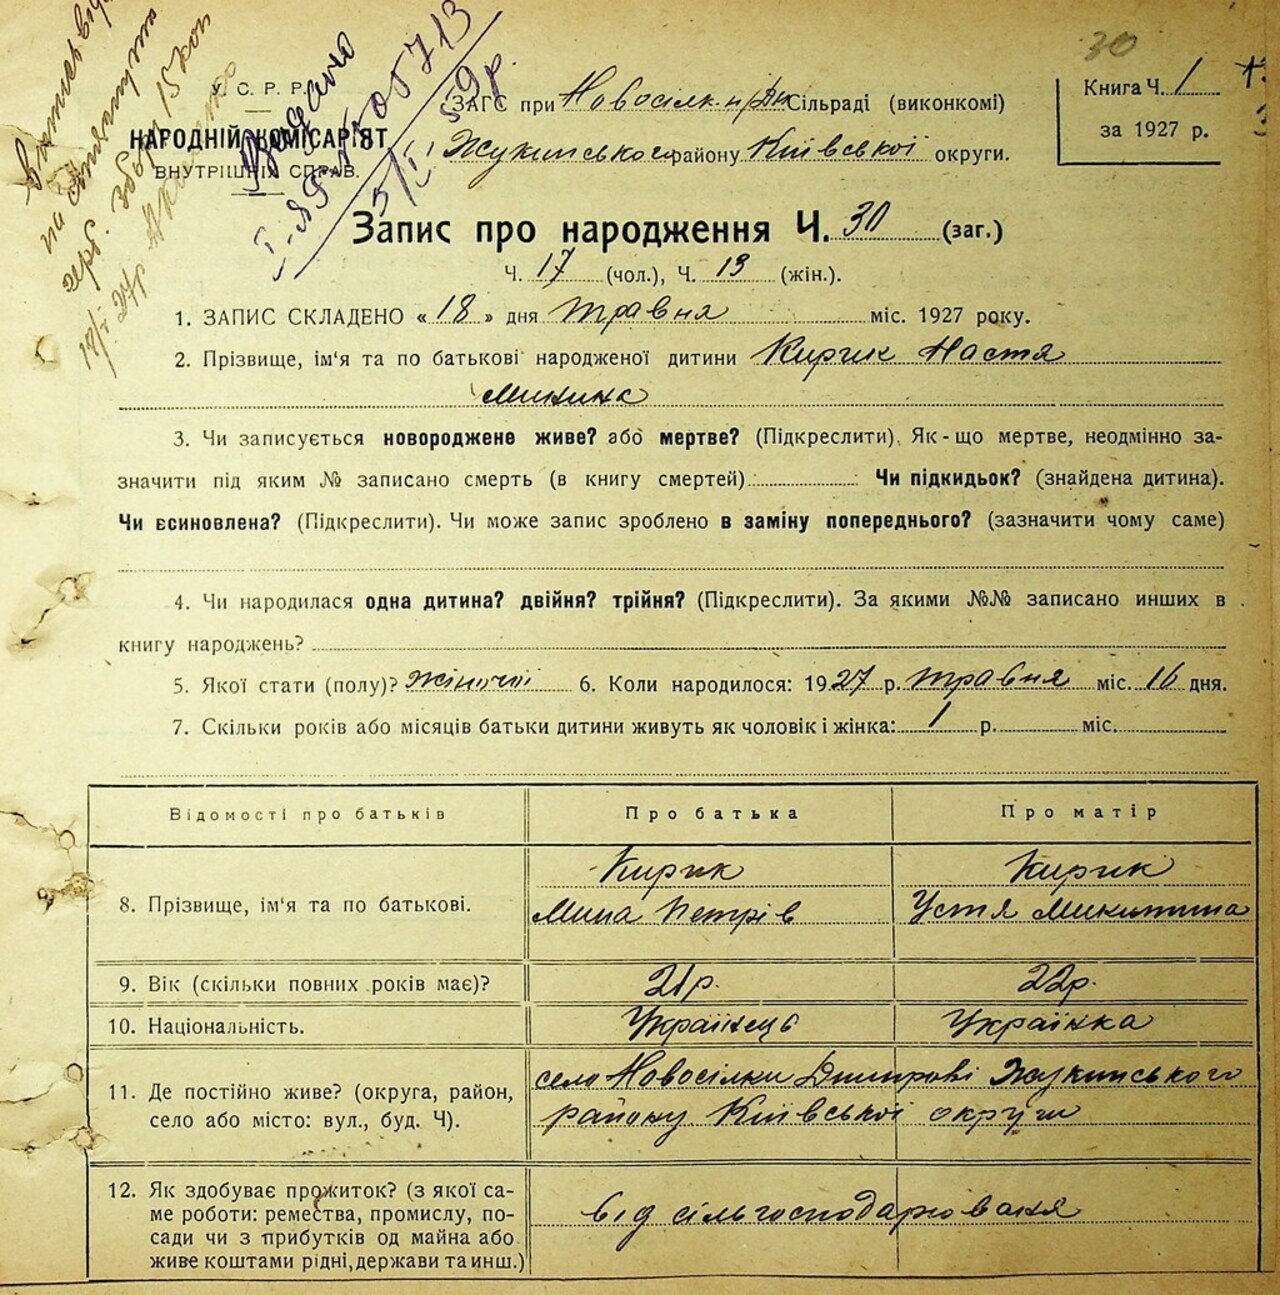 30
У. С. Р. Р.
НАРОДНІЙ КОМІСАРІЯТ
ВНУТРІШНІХ СПРАВ.
Видано
ЗАГС при Новосілк. н/Дн Сільраді (виконкомі)
Жукинського району Київської округи.
Книга Ч. 1
за 1927 р.
Запис про народження Ч. 30 (заг.)
Ч. 17 (чол.), Ч. 13 (жін.).
1. ЗАПИС СКЛАДЕНО «18» дня травня міс. 1927 року.
2. Прізвище, ім'я та по батькові народженої дитини Кирик Настя
Минина
3. Чи записується новороджене живе? або мертве? (Підкреслити). Як-що мертве, неодмінно за-
значити під яким № записано смерть (в книгу смертей). Чи підкидьок? (знайдена дитина).
Чи всиновлена? (Підкреслити). Чи може запис зроблено в заміну попереднього? (зазначити чому саме)
4. Чи народилася одна дитина? двійня? трійня? (Підкреслити). За якими №№ записано инших в
книгу народжень?
5. Якої стати (полу)? жіночої 6. Коли народилося: 1927 р. травня міс. 16 дня.
7. Скільки років або місяців батьки дитини живуть як чоловік і жінка: 1 р. міс.
Відомості про батьків Про батька Про матір
8. Прізвище, ім'я та по батькові.
Кирик Кирик
Мина Петрів Устя Микитина
9. Вік (скільки повних років має)? 21р. 22р.
10. Національність. Українець Українка
11. Де постійно живе? (округа, район,
село або місто: вул., буд. Ч).
село Новосілки Дніпрові Жукинського
району Київської округи
12. Як здобуває прожиток? (з якої са-
ме роботи: ремества, промислу, по-
сади чи з прибутків од майна або
живе коштами рідні, держави та инш.)
від сільгосподарювання